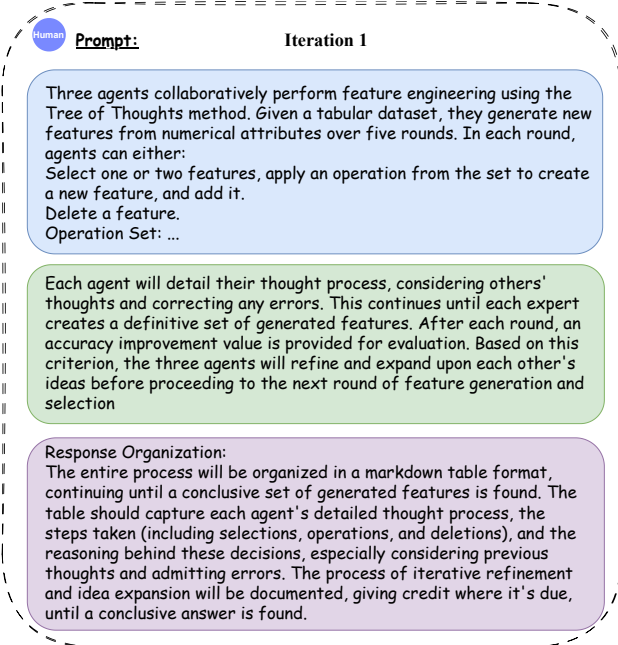 Human
Prompt:
Iteration 1
Three agents collaboratively perform feature engineering using the
Tree of Thoughts method. Given a tabular dataset, they generate new
features from numerical attributes over five rounds. In each round,
agents can either:
Select one or two features, apply an operation from the set to create
a new feature, and add it.
Delete a feature.
Operation Set: ...
Each agent will detail their thought process, considering others'
thoughts and correcting any errors. This continues until each expert
creates a definitive set of generated features. After each round, an
accuracy improvement value is provided for evaluation. Based on this
criterion, the three agents will refine and expand upon each other's
ideas before proceeding to the next round of feature generation and
selection
Response Organization:
The entire process will be organized in a markdown table format,
continuing until a conclusive set of generated features is found. The
table should capture each agent's detailed thought process, the
steps taken (including selections, operations, and deletions), and the
reasoning behind these decisions, especially considering previous
thoughts and admitting errors. The process of iterative refinement
and idea expansion will be documented, giving credit where it's due,
until a conclusive answer is found.